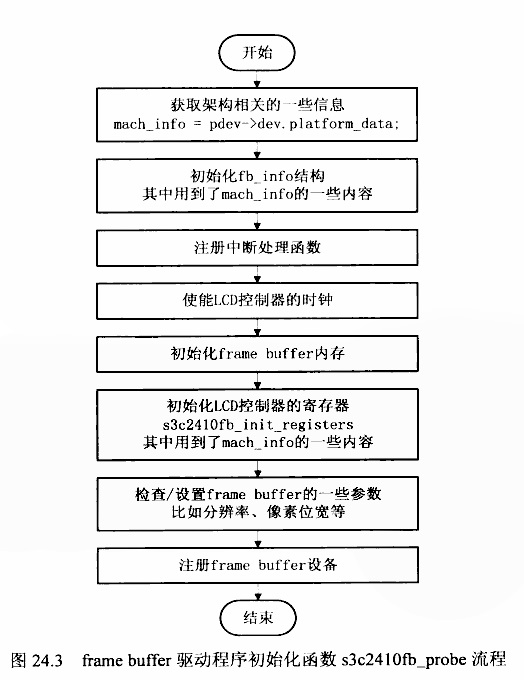 开始
获取架构相关的一些信息
mach_info = pdev->dev.platform_data;
初始化fb_info结构
其中用到了mach_info的一些内容
注册中断处理函数
使能LCD控制器的时钟
初始化frame buffer内存
初始化LCD控制器的寄存器
s3c2410fb_init_registers
其中用到了mach_info的一些内容
检查/设置frame buffer的一些参数
比如分辨率、像素位宽等
注册frame buffer设备
结束
图 24.3 frame buffer 驱动程序初始化函数 s3c2410fb_probe 流程